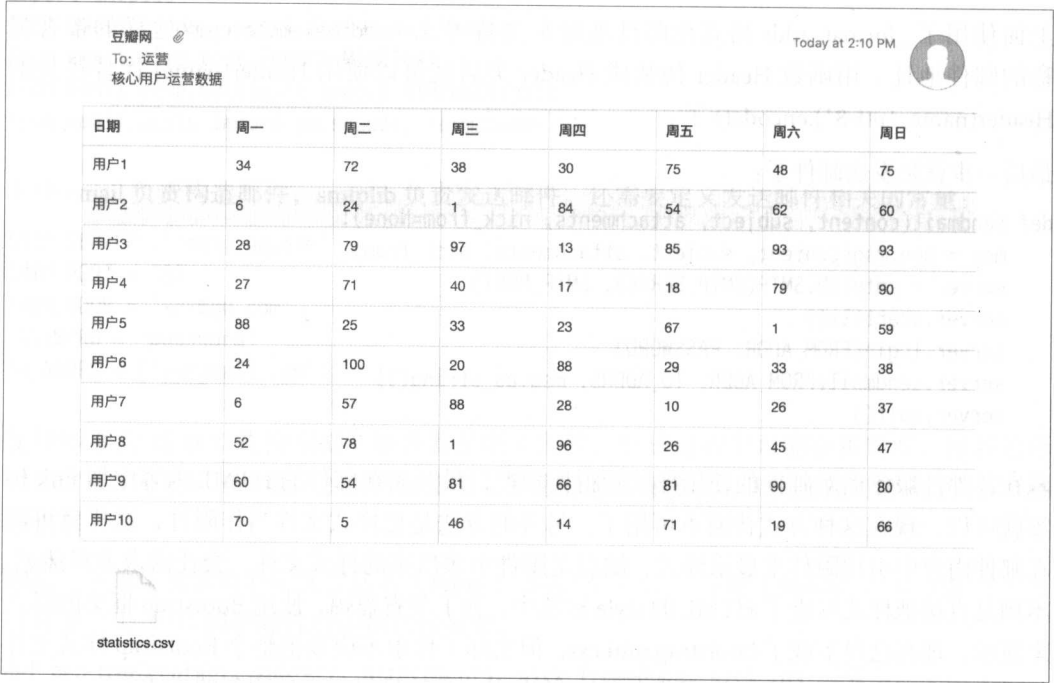 豆瓣网
Today at 2:10 PM
To: 运营
核心用户运营数据
日期 周一 周二 周三 周四 周五 周六 周日
用户1 34 72 38 30 75 48 75
用户2 6 24 1 84 54 62 60
用户3 28 79 97 13 85 93 93
用户4 27 71 40 17 18 79 90
用户5 88 25 33 23 67 1 59
用户6 24 100 20 88 29 33 38
用户7 6 57 88 28 10 26 37
用户8 52 78 1 96 26 45 47
用户9 60 54 81 66 81 90 80
用户10 70 5 46 14 71 19 66
statistics.csv